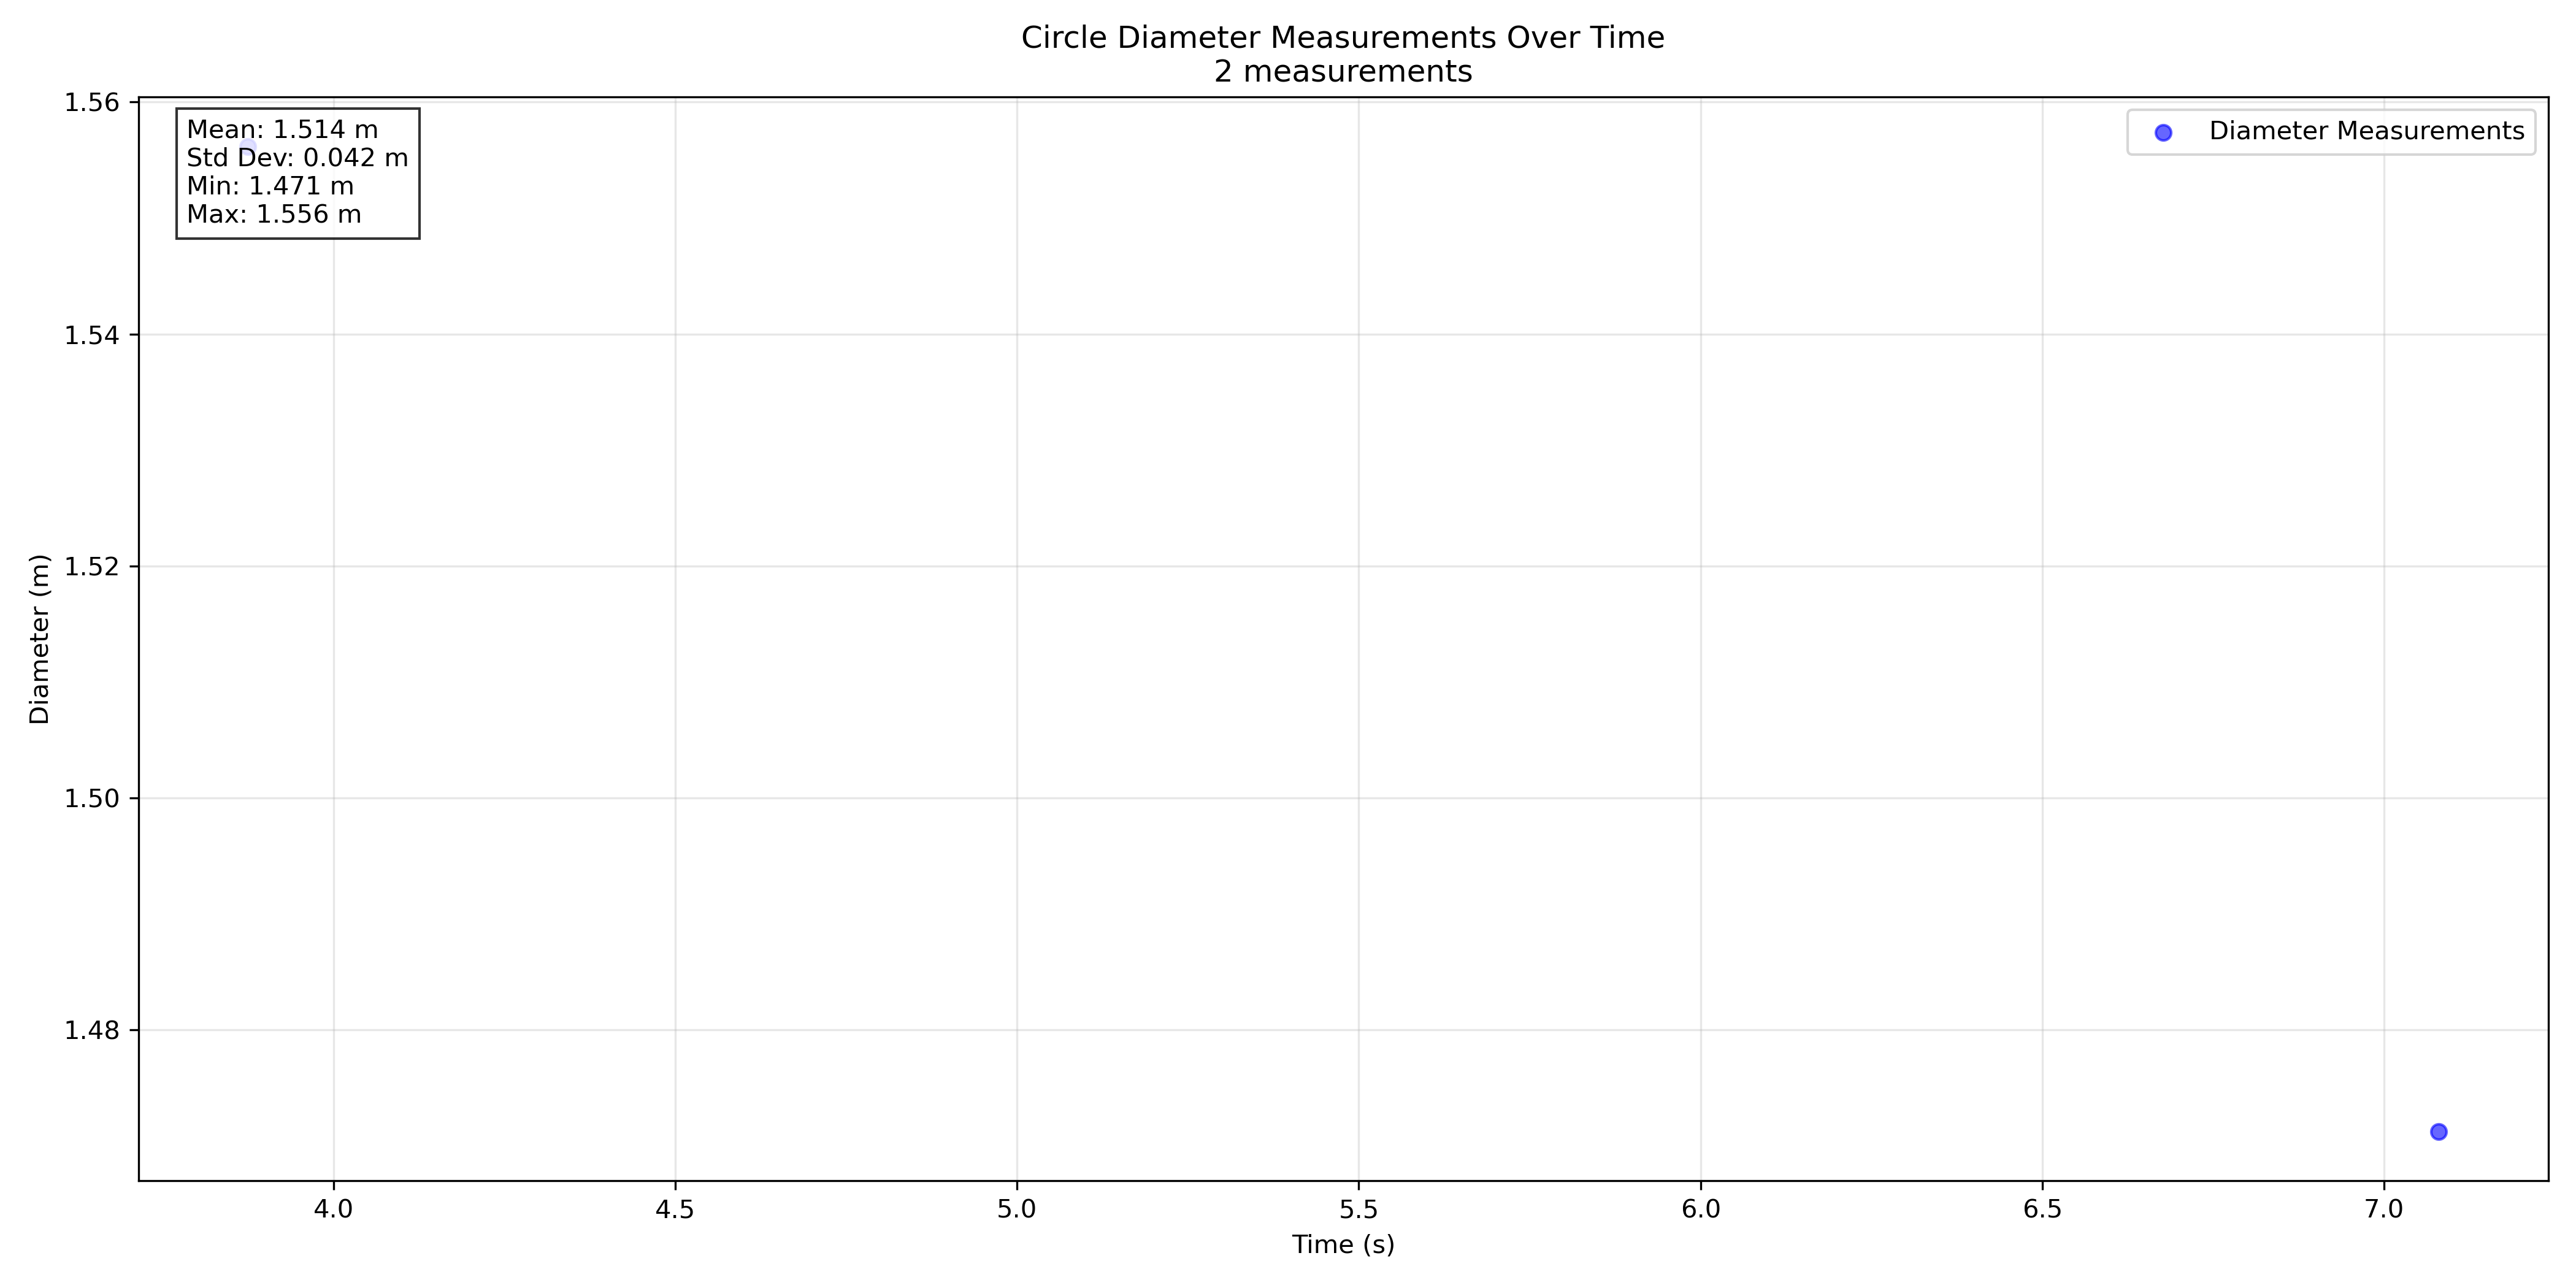 Circle Diameter Measurements Over Time
2 measurements
1.56
Mean: 1.514 m
Std Dev: 0.042 m
Min: 1.471 m
Max: 1.556 m
Diameter Measurements
1.54
1.52
1.50
1.48
Diameter (m)
4.0 4.5 5.0 5.5 6.0 6.5 7.0
Time (s)